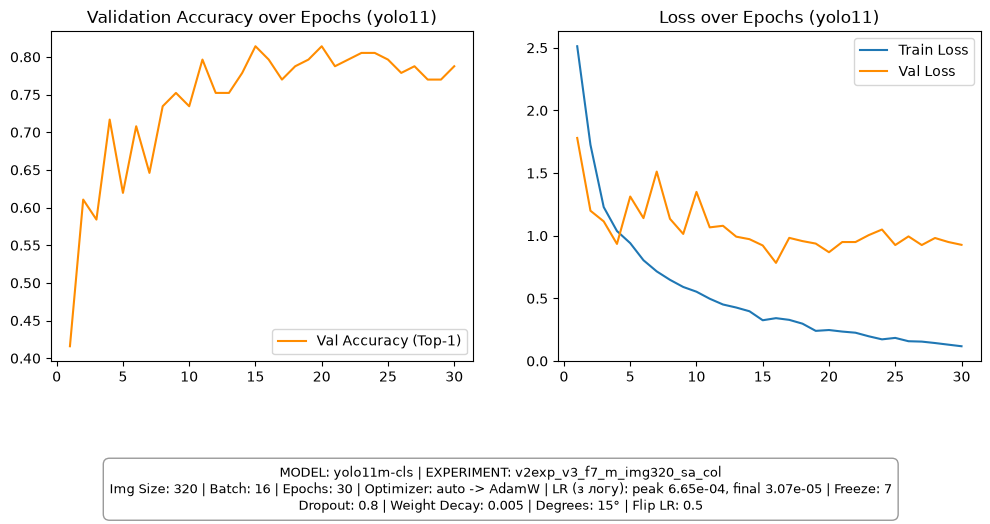 Validation Accuracy over Epochs (yolo11)
0.80
0.75
0.70
0.65
0.60
0.55
0.50
0.45
0.40
0 5 10 15 20 25 30
Val Accuracy (Top-1)
Loss over Epochs (yolo11)
2.5
2.0
1.5
1.0
0.5
0.0
0 5 10 15 20 25 30
Train Loss
Val Loss
MODEL: yolo11m-cls | EXPERIMENT: v2exp_v3_f7_m_img320_sa_col
Img Size: 320 | Batch: 16 | Epochs: 30 | Optimizer: auto -> AdamW | LR (з логу): peak 6.65e-04, final 3.07e-05 | Freeze: 7
Dropout: 0.8 | Weight Decay: 0.005 | Degrees: 15° | Flip LR: 0.5